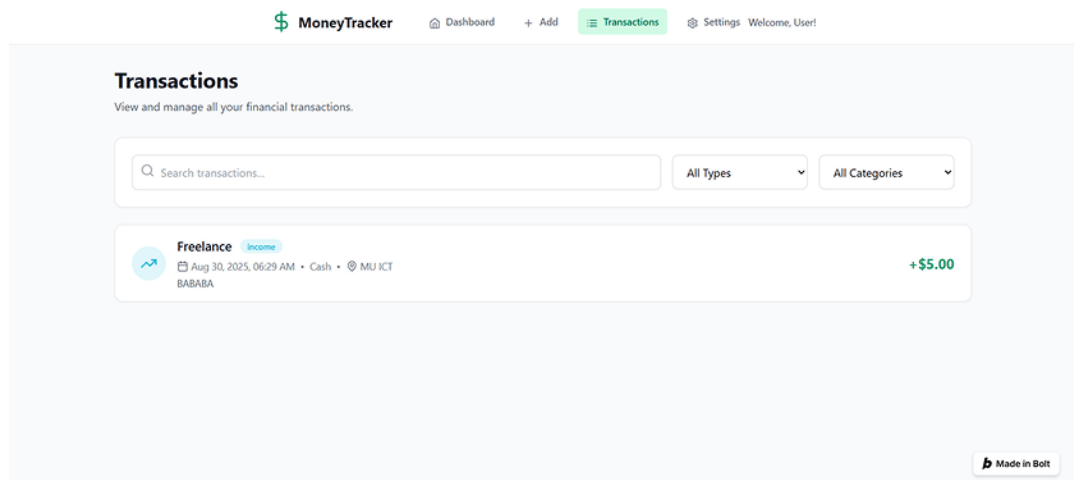 MoneyTracker Dashboard + Add Transactions Settings Welcome, User!
Transactions
View and manage all your financial transactions.
Search transactions... All Types All Categories
Freelance income
Aug 30, 2025, 06:29 AM • Cash • MU ICT
BABABA
+$5.00
b Made in Bolt